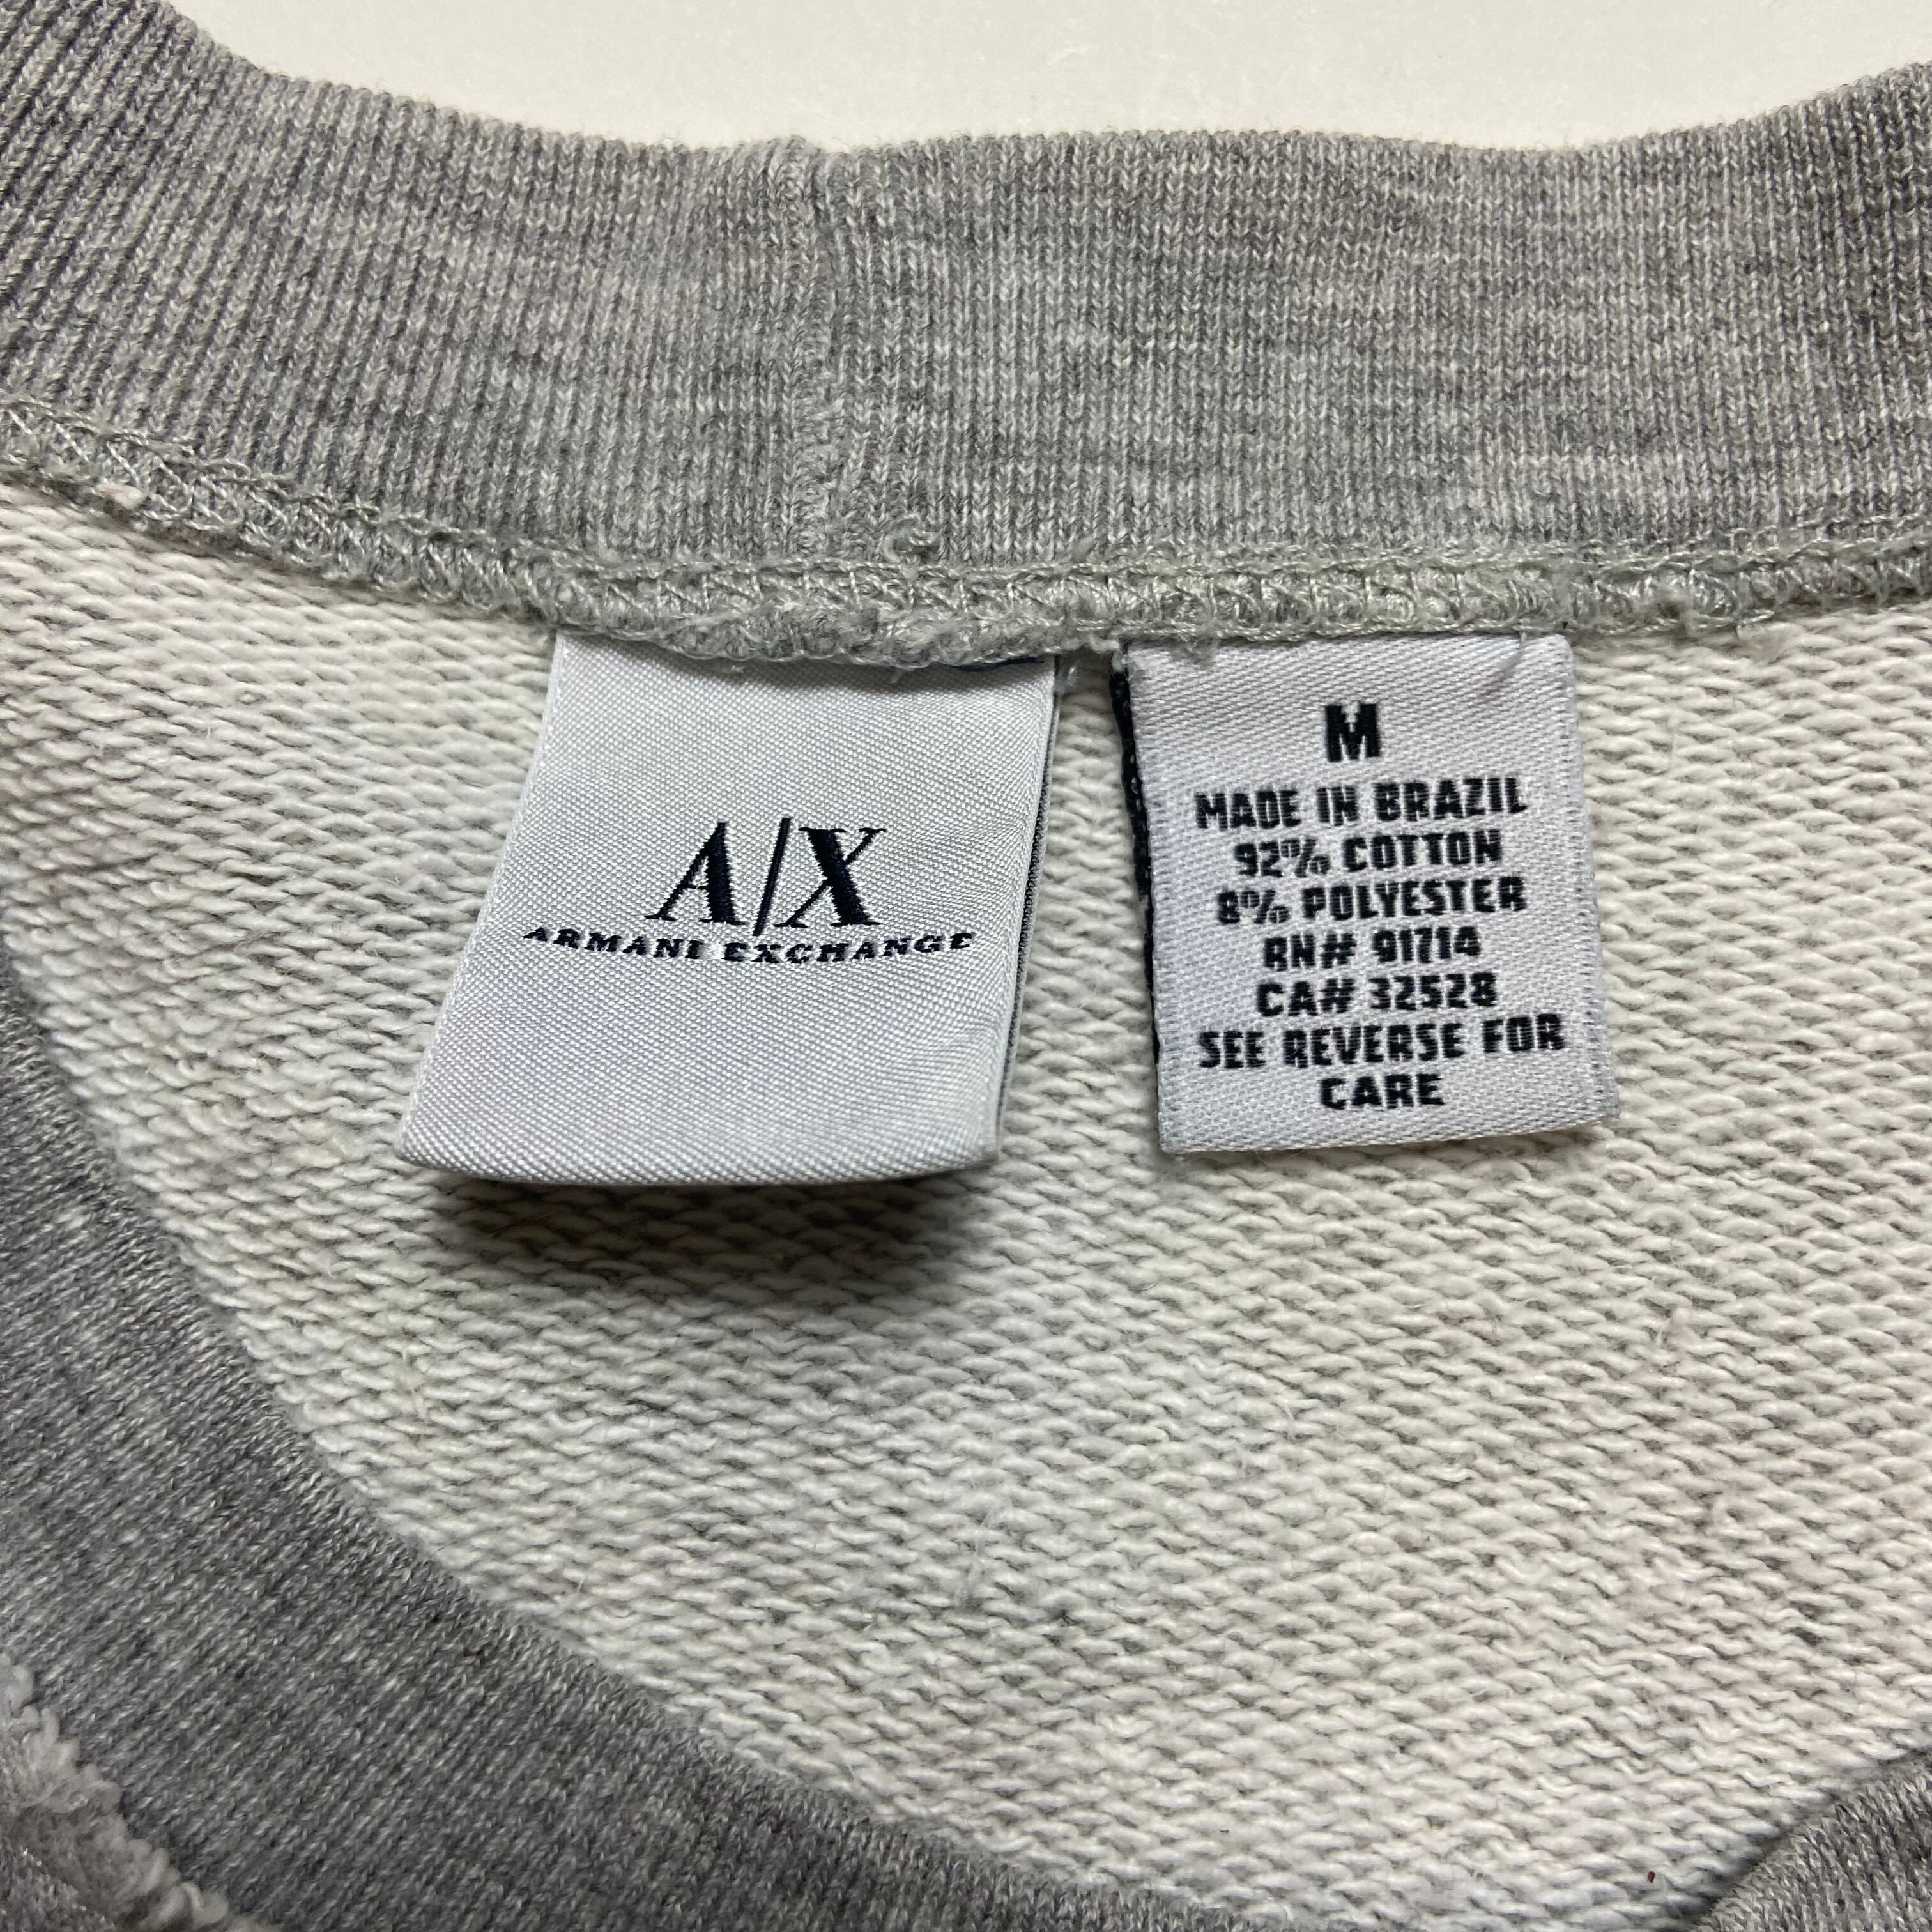 A|X
ARMANI EXCHANGE
M
MADE IN BRAZIL
92% COTTON
8% POLYESTER
RN# 91714
CA# 32528
SEE REVERSE FOR
CARE